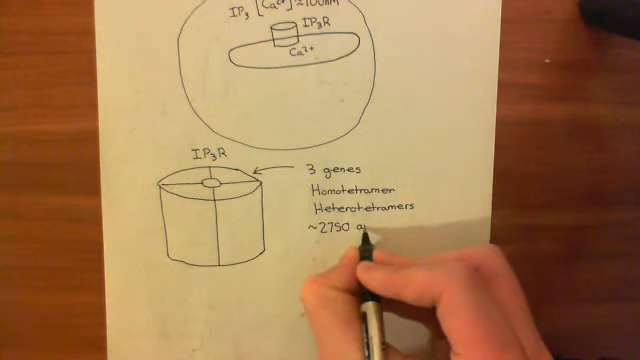 IP₃ [Ca²⁺] ≈ 100nM
IP₃R
Ca²⁺
IP₃R
3 genes
Homotetramer
Heterotetramers
~2750 a